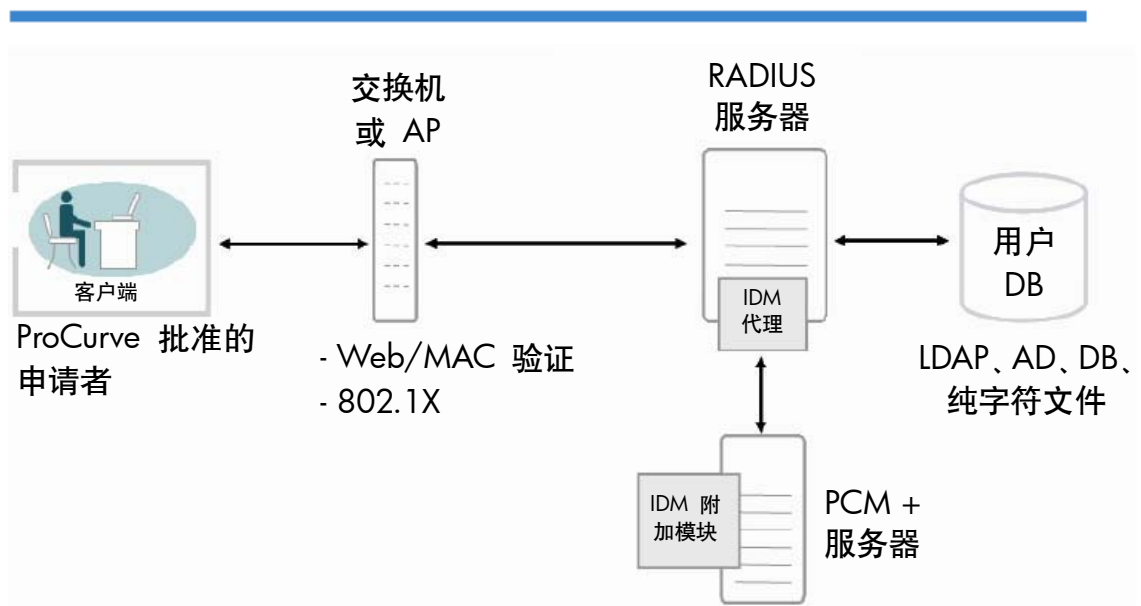 交换机
或 AP
RADIUS
服务器
客户端
ProCurve 批准的
申请者
- Web/MAC 验证
- 802.1X
IDM
代理
用户
DB
LDAP、AD、DB、
纯字符文件
IDM 附
加模块
PCM +
服务器